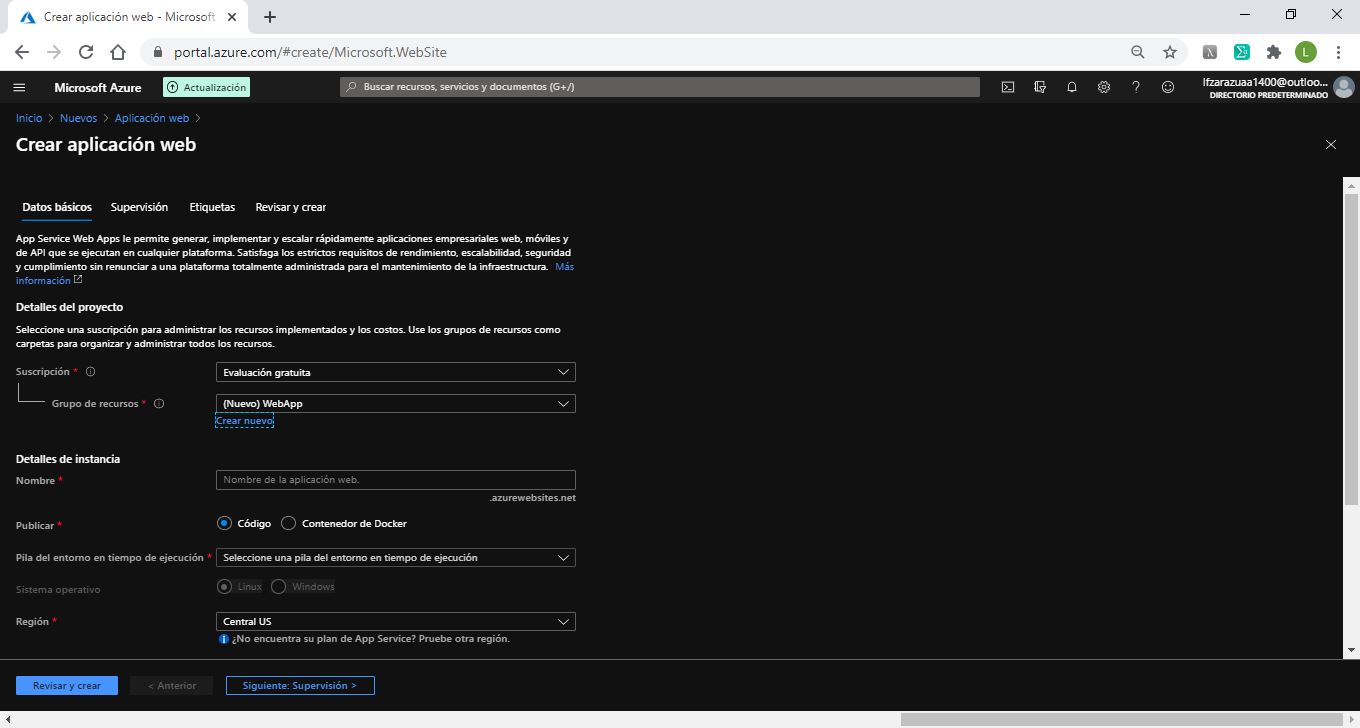 Crear aplicación web - Microsoft
portal.azure.com/#create/Microsoft.WebSite
L
Microsoft Azure
Actualización
Buscar recursos, servicios y documentos (G+/)
lfzarazuaa1400@outloo...
DIRECTORIO PREDETERMINADO
Inicio > Nuevos > Aplicación web >
Crear aplicación web
Datos básicos Supervisión Etiquetas Revisar y crear
App Service Web Apps le permite generar, implementar y escalar rápidamente aplicaciones empresariales web, móviles y
de API que se ejecutan en cualquier plataforma. Satisfaga los estrictos requisitos de rendimiento, escalabilidad, seguridad
y cumplimiento sin renunciar a una plataforma totalmente administrada para el mantenimiento de la infraestructura. Más
información
Detalles del proyecto
Seleccione una suscripción para administrar los recursos implementados y los costos. Use los grupos de recursos como
carpetas para organizar y administrar todos los recursos.
Suscripción * Evaluación gratuita
Grupo de recursos * (Nuevo) WebApp
Crear nuevo
Detalles de instancia
Nombre * Nombre de la aplicación web.
.azurewebsites.net
Publicar * Código Contenedor de Docker
Pila del entorno en tiempo de ejecución * Seleccione una pila del entorno en tiempo de ejecución
Sistema operativo Linux Windows
Región * Central US
¿No encuentra su plan de App Service? Pruebe otra región.
Revisar y crear < Anterior Siguiente: Supervisión >